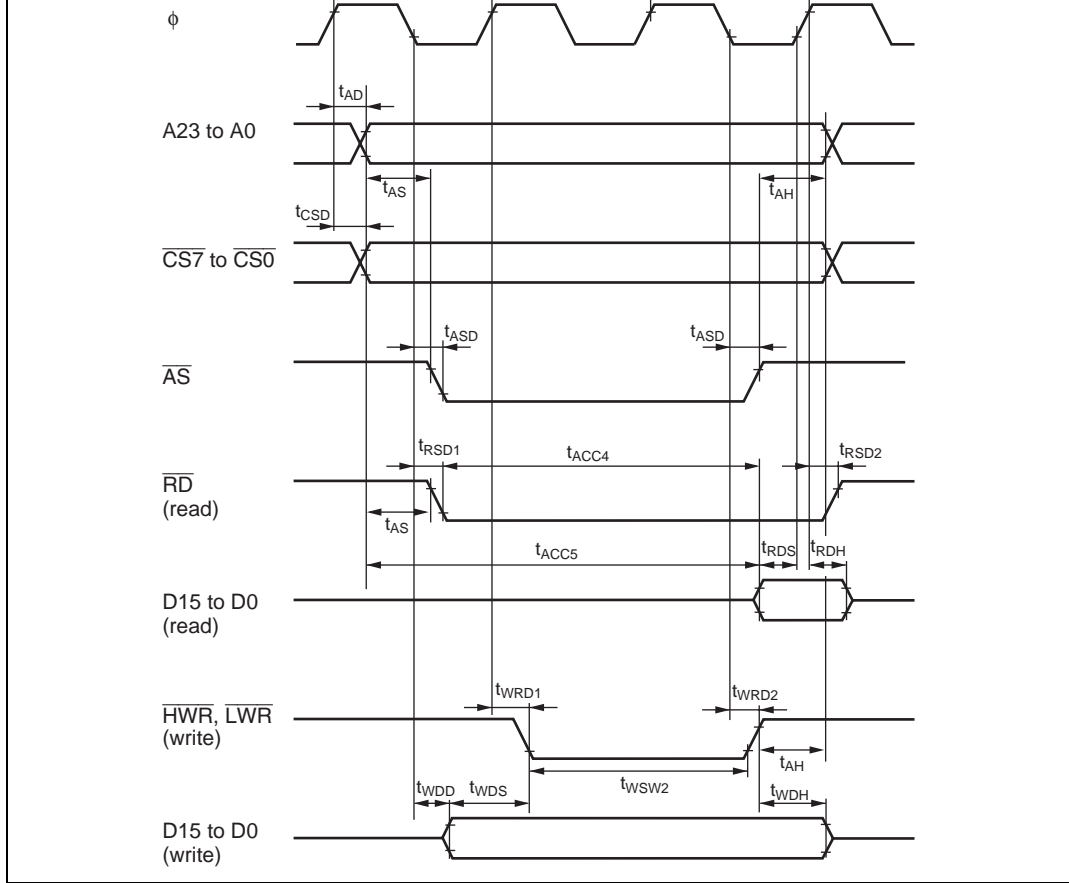 ϕ
tAD
A23 to A0
tAS
tAH
tCSD
CS7 to CS0
tASD
tASD
AS
tRSD1
tACC4
tRSD2
RD
(read)
tAS
tACC5
tRDS
tRDH
D15 to D0
(read)
tWRD1
tWRD2
HWR, LWR
(write)
tAH
tWDD
tWDS
tWSW2
tWDH
D15 to D0
(write)